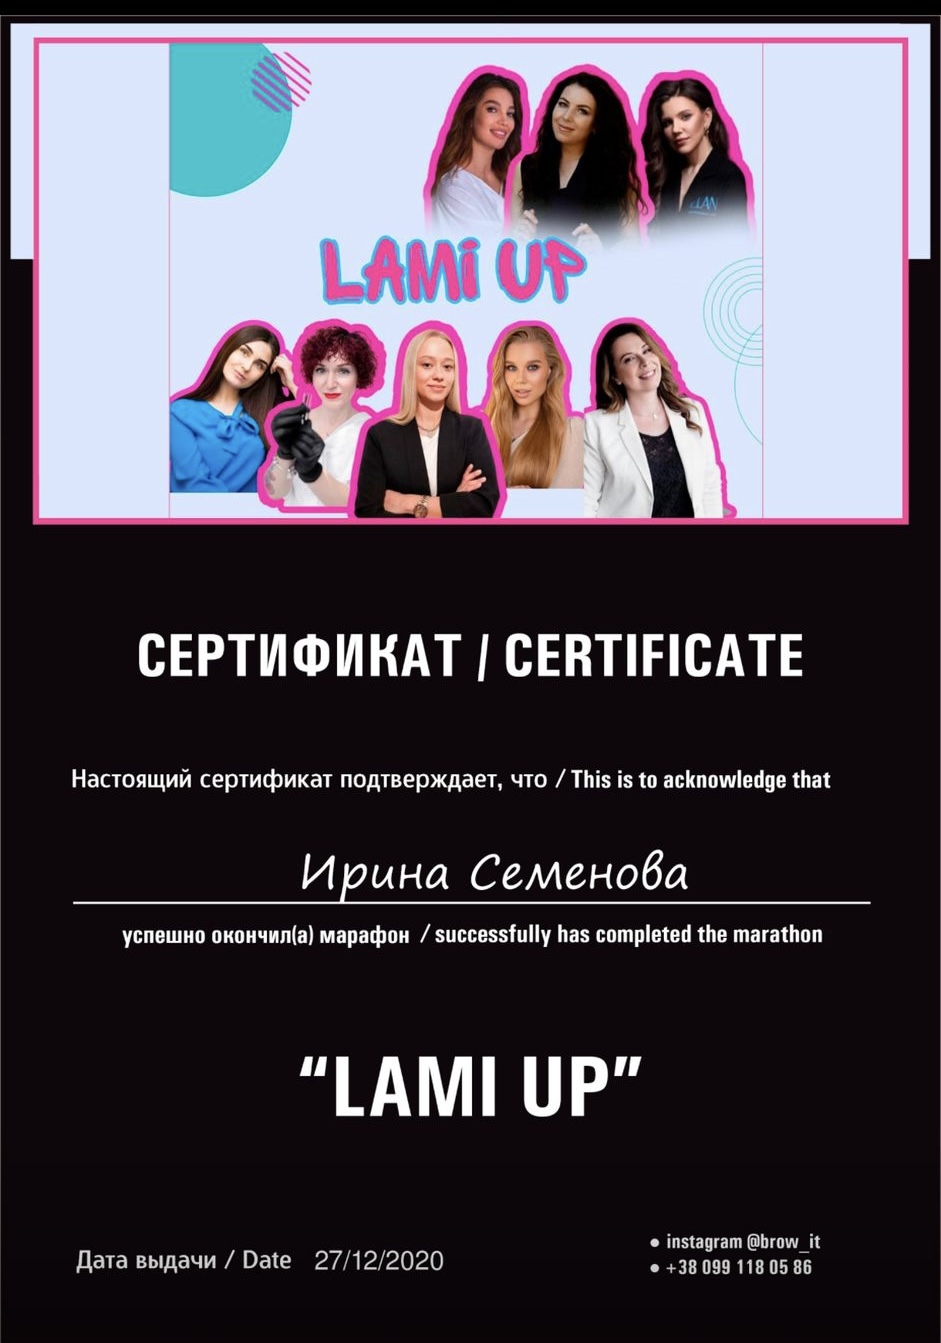 LAMi UP
СЕРТИФИКАТ / CERTIFICATE
Настоящий сертификат подтверждает, что / This is to acknowledge that
Ирина Семенова
успешно окончил(а) марафон / successfully has completed the marathon
“LAMI UP”
Дата выдачи / Date 27/12/2020
• instagram @brow_it
• +38 099 118 05 86